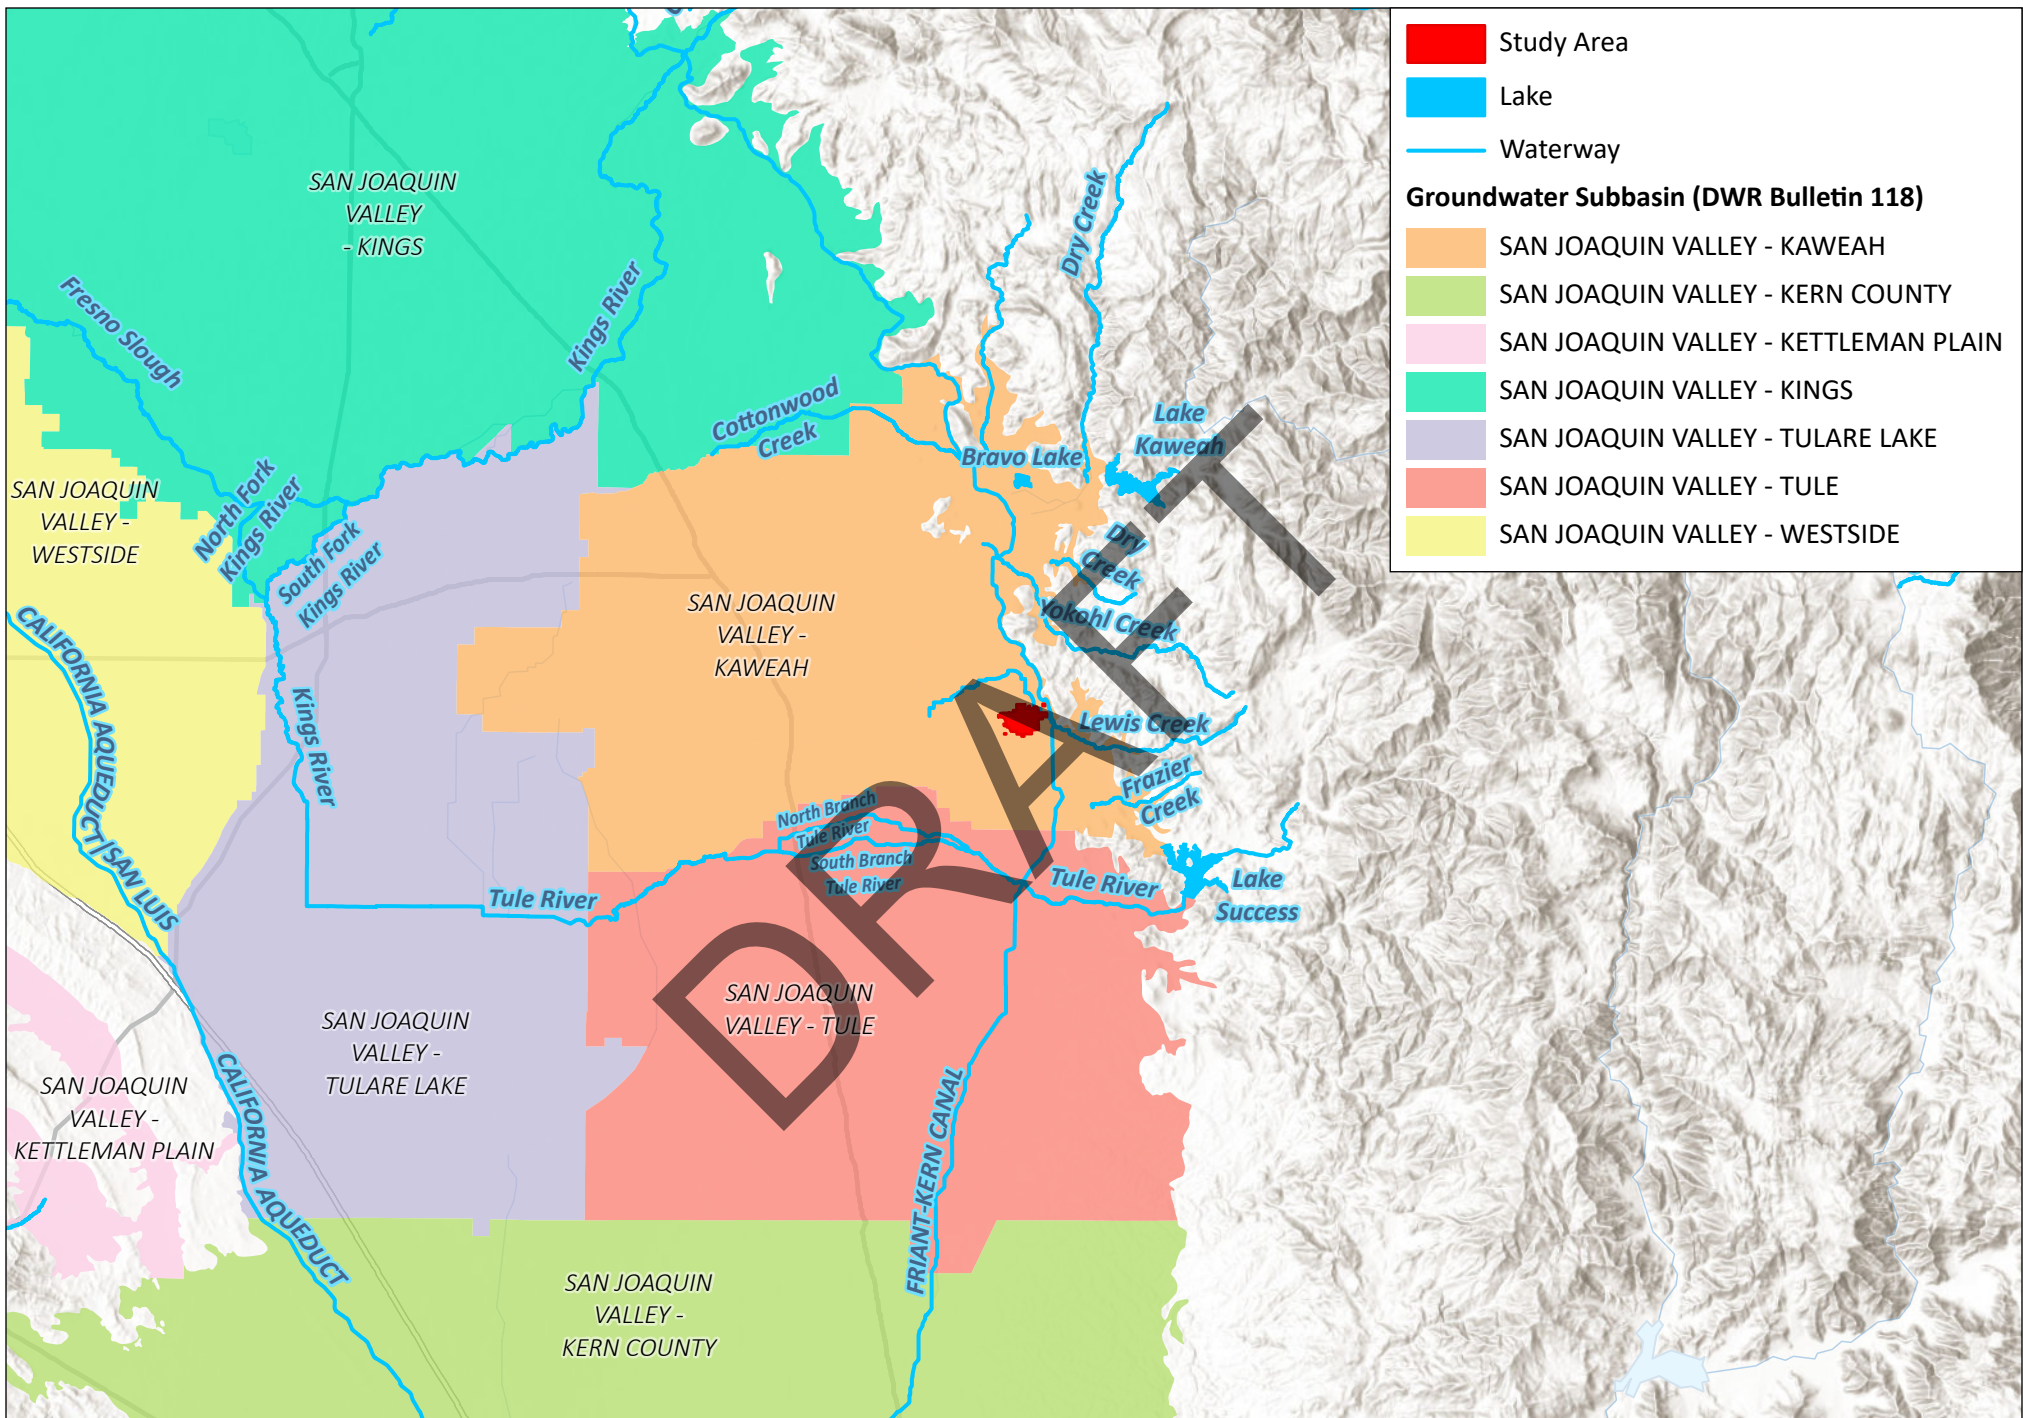 Study Area
Lake
Waterway
Groundwater Subbasin (DWR Bulletin 118)
SAN JOAQUIN VALLEY - KAWEAH
SAN JOAQUIN VALLEY - KERN COUNTY
SAN JOAQUIN VALLEY - KETTLEMAN PLAIN
SAN JOAQUIN VALLEY - KINGS
SAN JOAQUIN VALLEY - TULARE LAKE
SAN JOAQUIN VALLEY - TULE
SAN JOAQUIN VALLEY - WESTSIDE
SAN JOAQUIN
VALLEY
- KINGS
Dry Creek
Fresno Slough
Kings River
Cottonwood
Creek
Lake
Kaweah
Bravo Lake
SAN JOAQUIN
VALLEY -
WESTSIDE
North Fork
Kings River
South Fork
Kings River
Dry
Creek
Yokohl Creek
SAN JOAQUIN
VALLEY -
KAWEAH
CALIFORNIA AQUEDUCT/SAN LUIS
Kings River
Lewis Creek
Frazier
Creek
North Branch
Tule River
South Branch
Tule River
Tule River
Tule River
Lake
Success
DRAFT
SAN JOAQUIN
VALLEY - TULE
SAN JOAQUIN
VALLEY -
TULARE LAKE
SAN JOAQUIN
VALLEY -
KETTLEMAN PLAIN
CALIFORNIA AQUEDUCT
FRIANT-KERN CANAL
SAN JOAQUIN
VALLEY -
KERN COUNTY